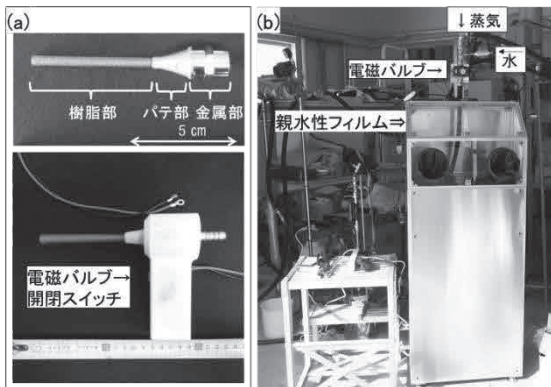 (a)
樹脂部 パテ部 金属部
5 cm
電磁バルブ→
開閉スイッチ
(b)
↓蒸気
←水
電磁バルブ→
親水性フィルム⇒